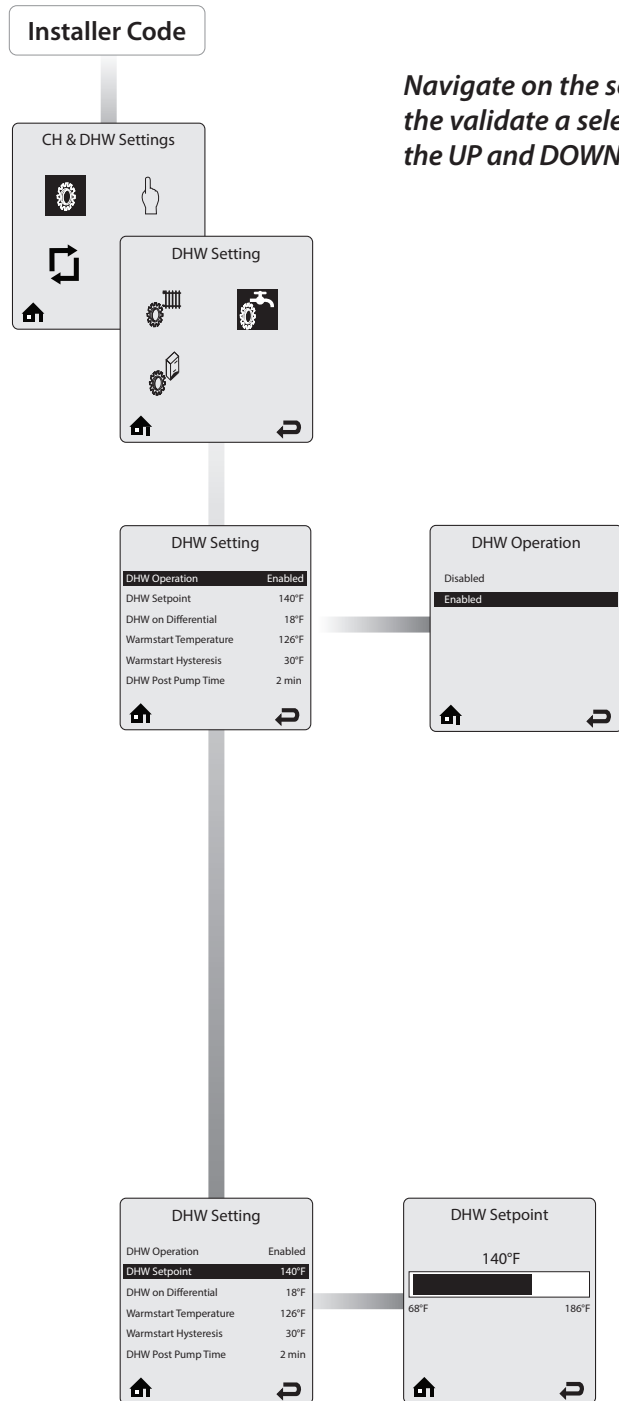 Installer Code
Navigate on the s
the validate a sele
the UP and DOWN
CH & DHW Settings
DHW Setting
DHW Setting
DHW Operation Enabled
DHW Setpoint 140°F
DHW on Differential 18°F
Warmstart Temperature 126°F
Warmstart Hysteresis 30°F
DHW Post Pump Time 2 min
DHW Operation
Disabled
Enabled
DHW Setting
DHW Operation Enabled
DHW Setpoint 140°F
DHW on Differential 18°F
Warmstart Temperature 126°F
Warmstart Hysteresis 30°F
DHW Post Pump Time 2 min
DHW Setpoint
140°F
68°F 186°F